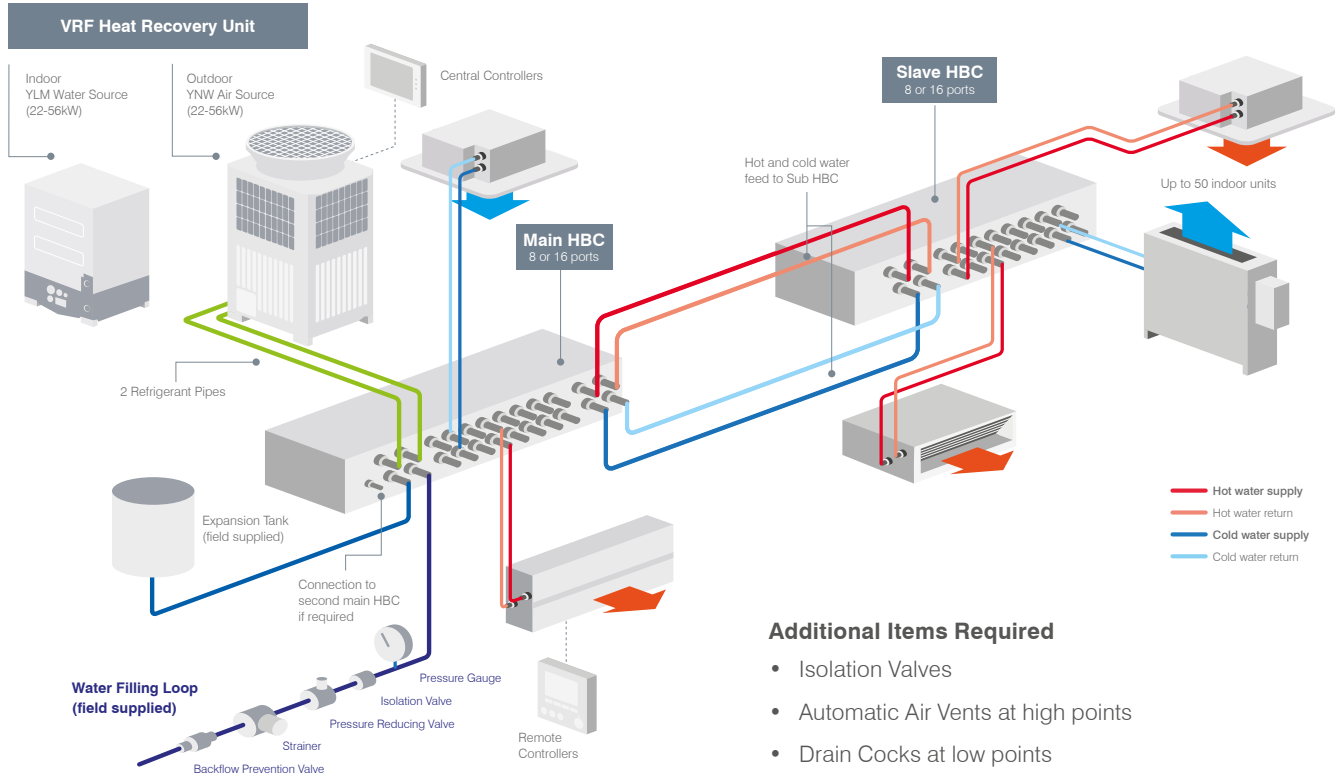 VRF Heat Recovery Unit
Indoor
YLM Water Source
(22-56kW)
Outdoor
YNW Air Source
(22-56kW)
Central Controllers
Slave HBC
8 or 16 ports
Hot and cold water
feed to Sub HBC
Up to 50 indoor units
Main HBC
8 or 16 ports
2 Refrigerant Pipes
Expansion Tank
(field supplied)
Connection to
second main HBC
if required
Hot water supply
Hot water return
Cold water supply
Cold water return
Water Filling Loop
(field supplied)
Pressure Gauge
Isolation Valve
Pressure Reducing Valve
Strainer
Backflow Prevention Valve
Remote
Controllers
Additional Items Required
• Isolation Valves
• Automatic Air Vents at high points
• Drain Cocks at low points